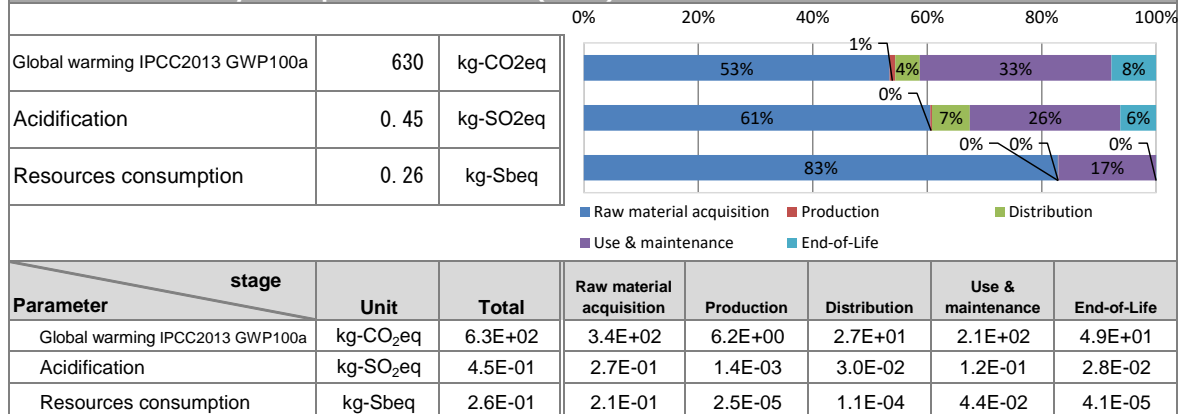 0% 20% 40% 60% 80% 100%
Global warming IPCC2013 GWP100a 630 kg-CO2eq
1%
53% 4% 33% 8%
Acidification 0.45 kg-SO2eq
0%
61% 7% 26% 6%
Resources consumption 0.26 kg-Sbeq
0% 0% 0%
83% 17%
Raw material acquisition Production Distribution
Use & maintenance End-of-Life
stage
Parameter Unit Total Raw material acquisition Production Distribution Use & maintenance End-of-Life
Global warming IPCC2013 GWP100a kg-CO₂eq 6.3E+02 3.4E+02 6.2E+00 2.7E+01 2.1E+02 4.9E+01
Acidification kg-SO₂eq 4.5E-01 2.7E-01 1.4E-03 3.0E-02 1.2E-01 2.8E-02
Resources consumption kg-Sbeq 2.6E-01 2.1E-01 2.5E-05 1.1E-04 4.4E-02 4.1E-05